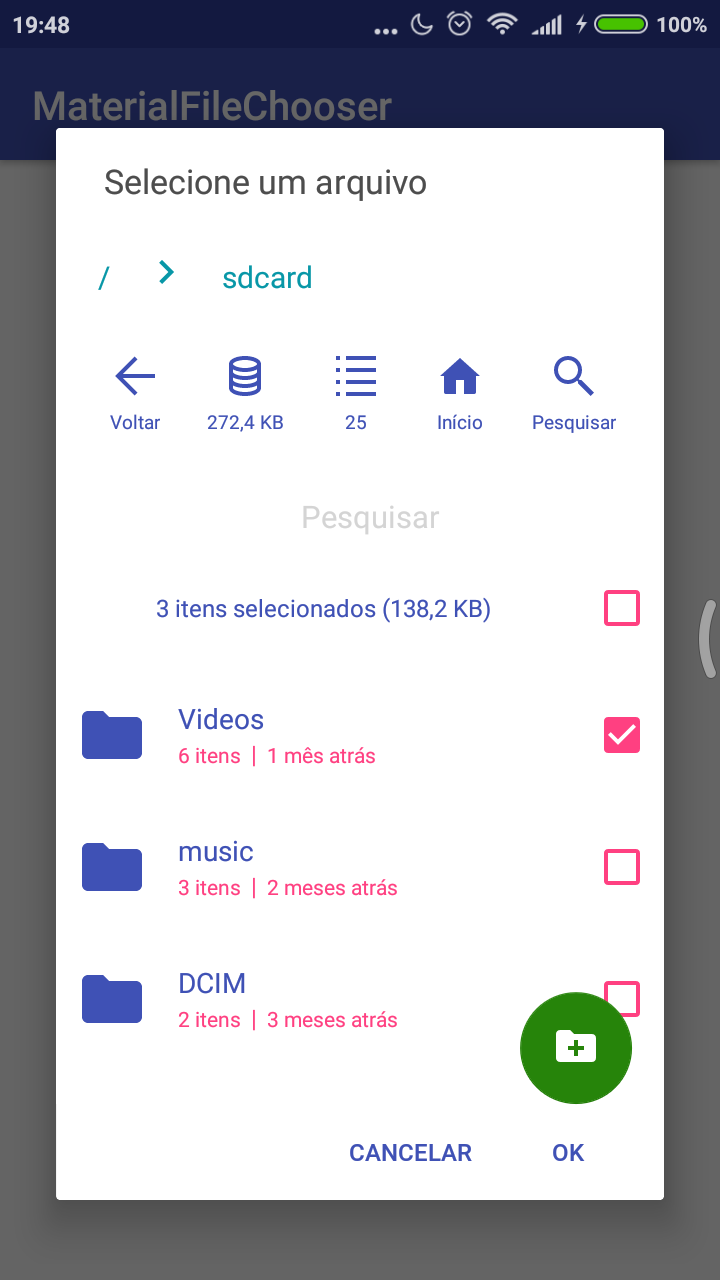 19:48
... 100%
MaterialFileChooser
Selecione um arquivo
/ sdcard
Voltar 272,4 KB 25 Início Pesquisar
Pesquisar
3 itens selecionados (138,2 KB)
Videos
6 itens | 1 mês atrás
music
3 itens | 2 meses atrás
DCIM
2 itens | 3 meses atrás
CANCELAR OK